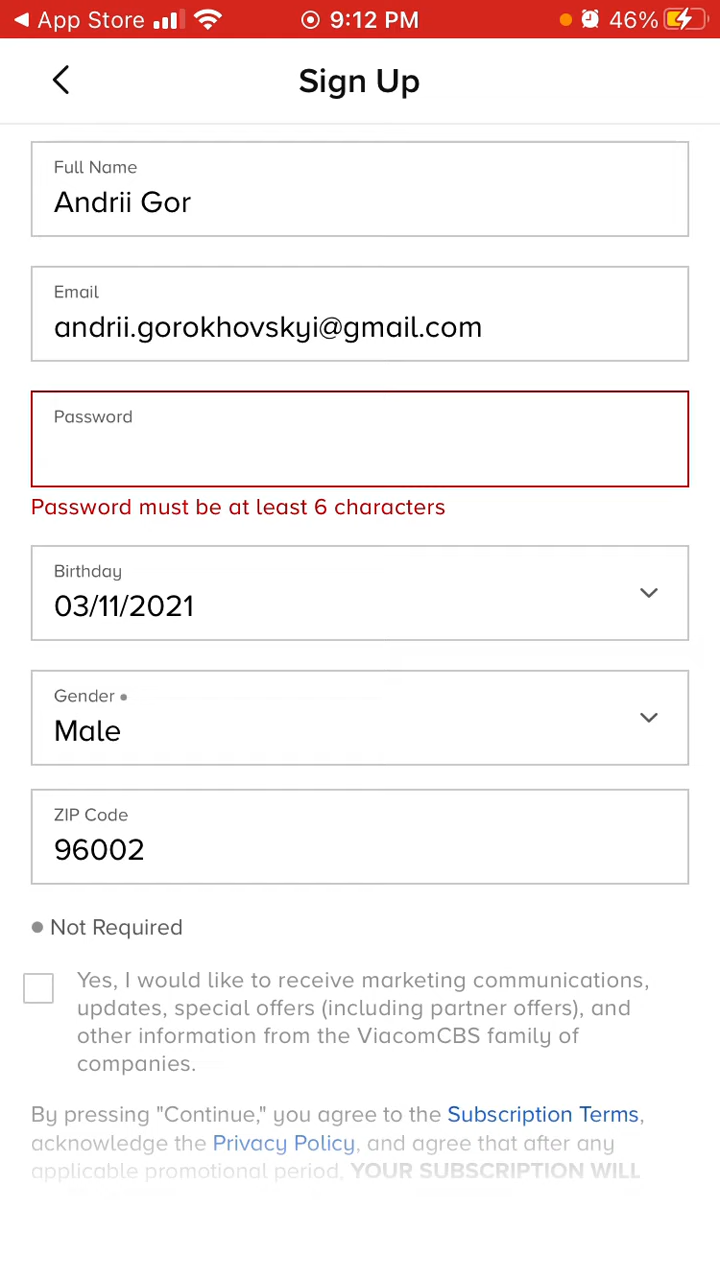 App Store 9:12 PM 46%
Sign Up
Full Name
Andrii Gor
Email
andrii.gorokhovskyi@gmail.com
Password
Password must be at least 6 characters
Birthday
03/11/2021
Gender
Male
ZIP Code
96002
Not Required
Yes, I would like to receive marketing communications,
updates, special offers (including partner offers), and
other information from the ViacomCBS family of
companies.
By pressing "Continue," you agree to the Subscription Terms,
acknowledge the Privacy Policy, and agree that after any
applicable promotional period, YOUR SUBSCRIPTION WILL